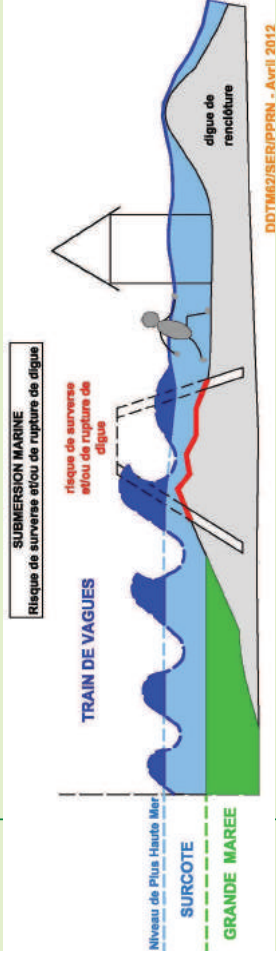 SUBMERSION MARINE
Risque de surverse et/ou de rupture de digue
risque de surverse
et/ou de rupture de
digue
TRAIN DE VAGUES
Niveau de Plus Haute Mer
SURCOTE
GRANDE MAREE
digue de
renclôture
DDTM62/SER/PPRN - Avril 2012